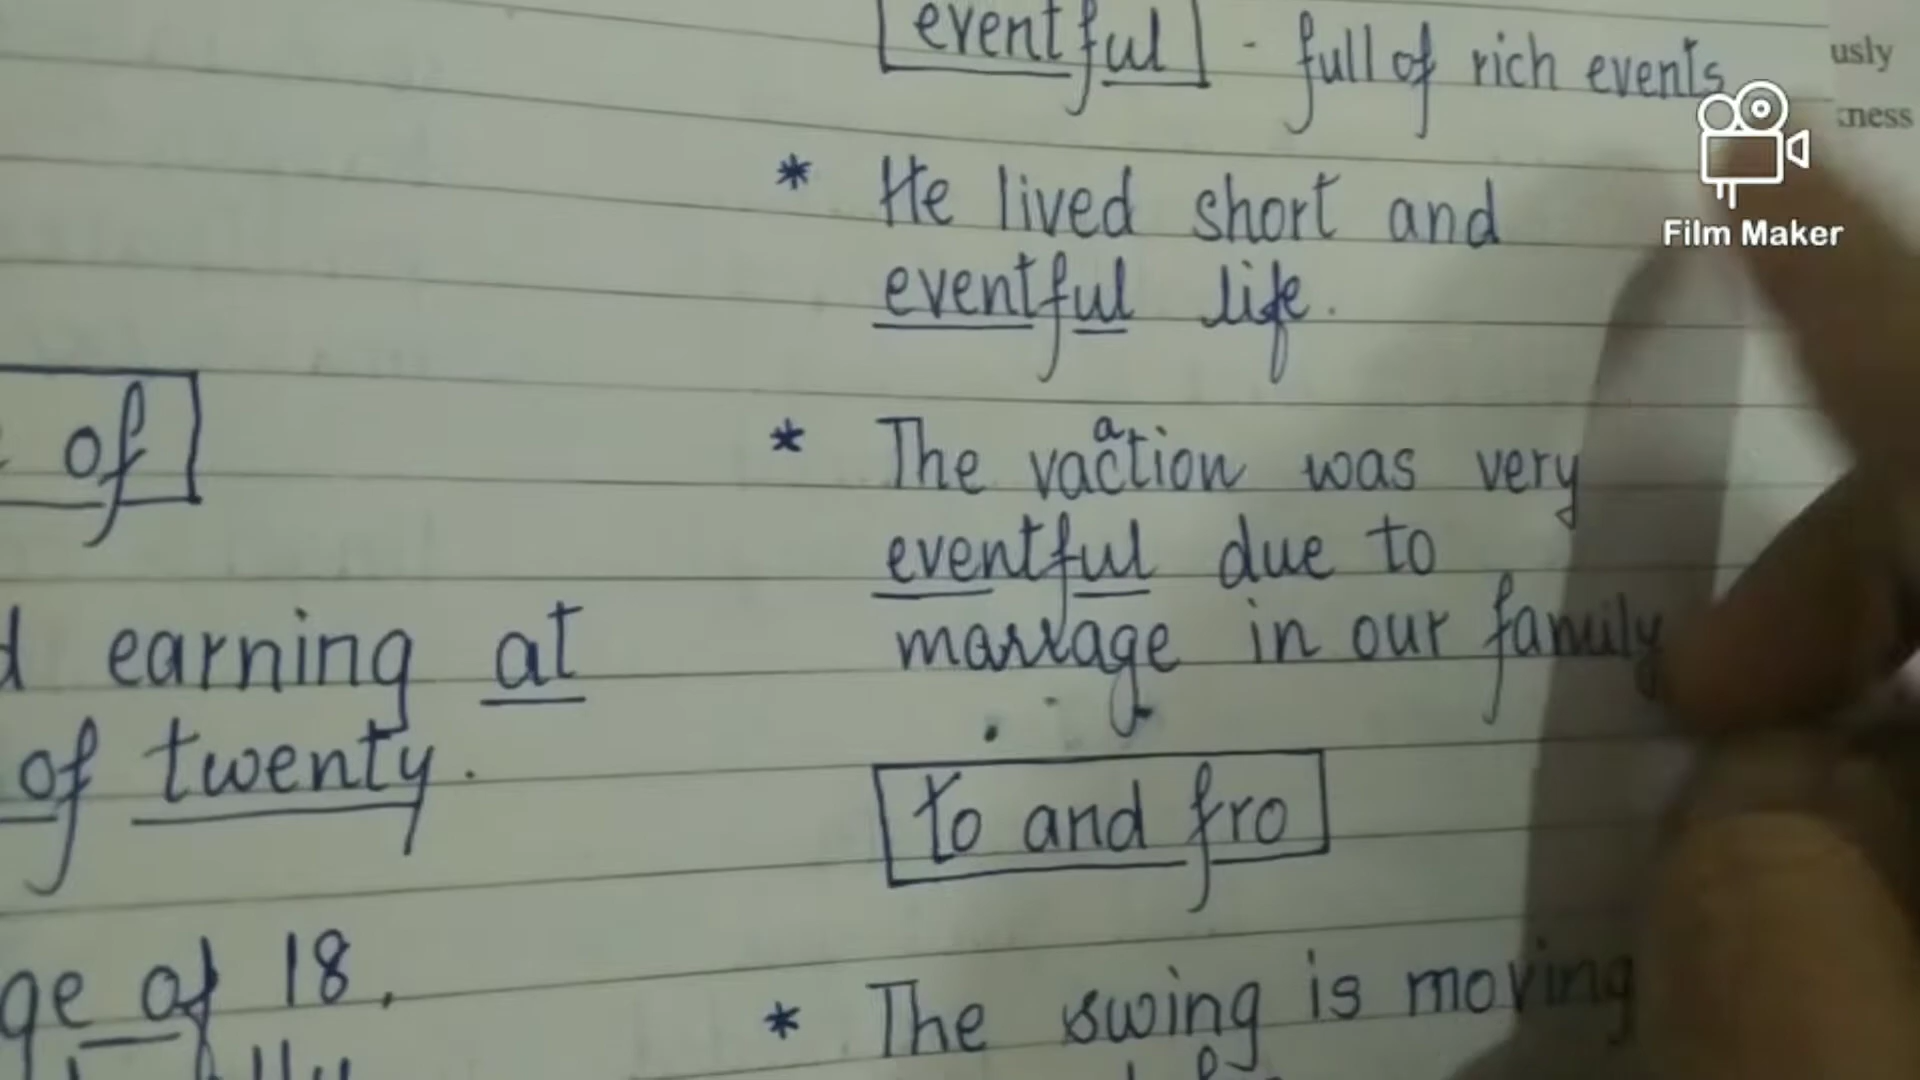 of
earning at
of twenty.
ge of 18.
eventful - full of rich events
* He lived short and
eventful life.
* The vacation was very
eventful due to
marrage in our family
to and fro
* The swing is moving
usly
ness
Film Maker